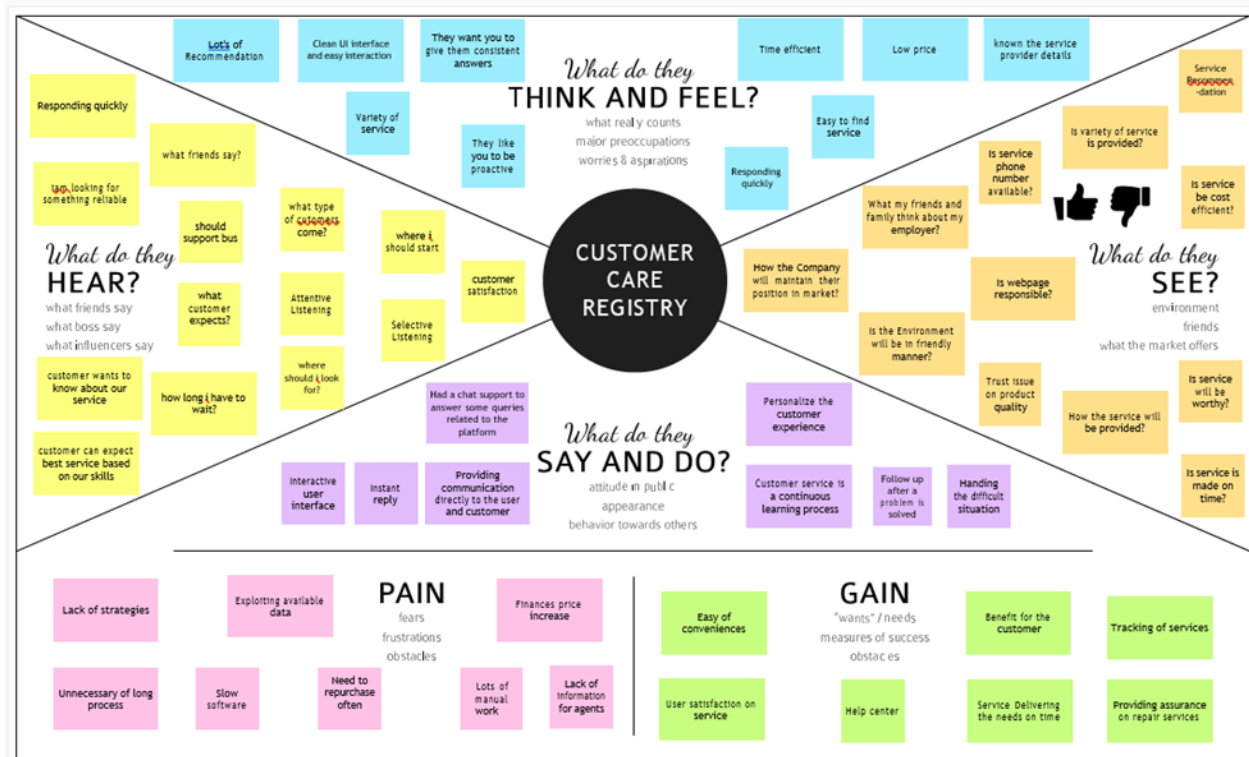 Lot's of
Recommendation
Clean UI interface
and easy interaction
They want you to
give them consistent
answers
Variety of
service
They like
you to be
proactive
What do they
THINK AND FEEL?
what really counts
major preoccupations
worries & aspirations
Time efficient
Low price
known the service
provider details
Easy to find
service
Responding
quickly
Responding quickly
what friends say?
Iam looking for
something reliable
should
support bus
what type
of cutomers
come?
where i
should start
customer
satisfaction
What do they
HEAR?
what friends say
what boss say
what influencers say
what
customer
expects?
Attentive
Listening
Selective
Listening
customer wants to
know about our
service
how long i have to
wait?
where
should i look
for?
customer can expect
best service based
on our skills
CUSTOMER
CARE
REGISTRY
Service
Recommen
-dation
Is variety of service
is provided?
Is service
phone
number
available?
Is service
be cost
efficient?
What my friends and
family think about my
employer?
How the Company
will maintain their
position in market?
Is webpage
responsible?
What do they
SEE?
environment
friends
what the market offers
Is the Environment
will be in friendly
manner?
Trust issue
on product
quality
How the service will
be provided?
Is service
will be
worthy?
Is service is
made on
time?
Had a chat support to
answer some queries
related to the
platform
Interactive
user
interface
Instant
reply
Providing
communication
directly to the user
and customer
What do they
SAY AND DO?
attitude in public
appearance
behavior towards others
Personalize the
customer
experience
Customer service is
a continuous
learning process
Follow up
after a
problem is
solved
Handing
the difficult
situation
PAIN
fears
frustrations
obstacles
Lack of strategies
Exploiting available
data
Finances price
increase
Unnecessary of long
process
Slow
software
Need to
repurchase
often
Lots of
manual
work
Lack of
information
for agents
GAIN
"wants" / needs
measures of success
obstacles
Easy of
conveniences
Benefit for the
customer
Tracking of services
User satisfaction on
service
Help center
Service Delivering
the needs on time
Providing assurance
on repair services